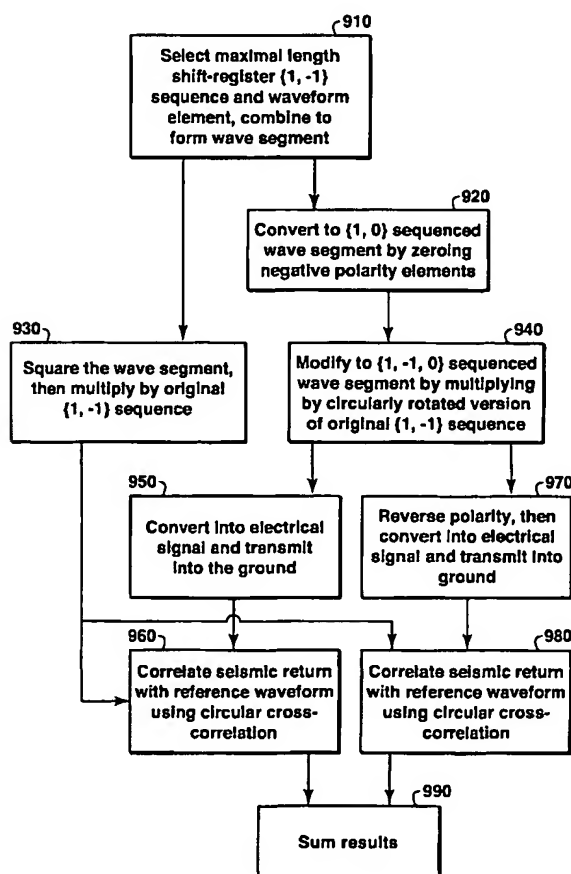 910
Select maximal length
shift-register {1, -1}
sequence and waveform
element, combine to
form wave segment
920
Convert to {1, 0} sequenced
wave segment by zeroing
negative polarity elements
930
Square the wave segment,
then multiply by original
{1, -1} sequence
940
Modify to {1, -1, 0} sequenced
wave segment by multiplying
by circularly rotated version
of original {1, -1} sequence
950
Convert into electrical
signal and transmit
into the ground
970
Reverse polarity, then
convert into electrical
signal and transmit into
ground
960
Correlate seismic return
with reference waveform
using circular cross-
correlation
980
Correlate seismic return
with reference waveform
using circular cross-
correlation
990
Sum results